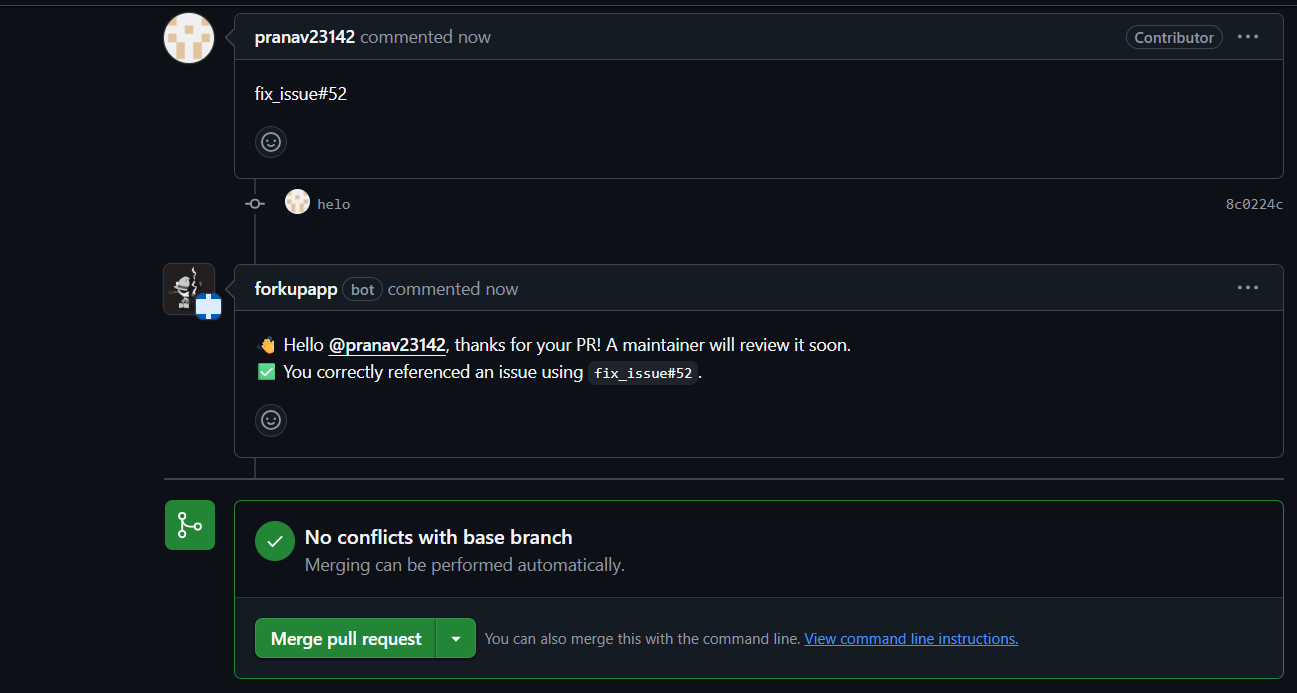 pranav23142 commented now
Contributor
fix_issue#52
helo
8c0224c
forkupapp bot commented now
👋 Hello @pranav23142, thanks for your PR! A maintainer will review it soon.
✅ You correctly referenced an issue using fix_issue#52.
No conflicts with base branch
Merging can be performed automatically.
Merge pull request
You can also merge this with the command line. View command line instructions.